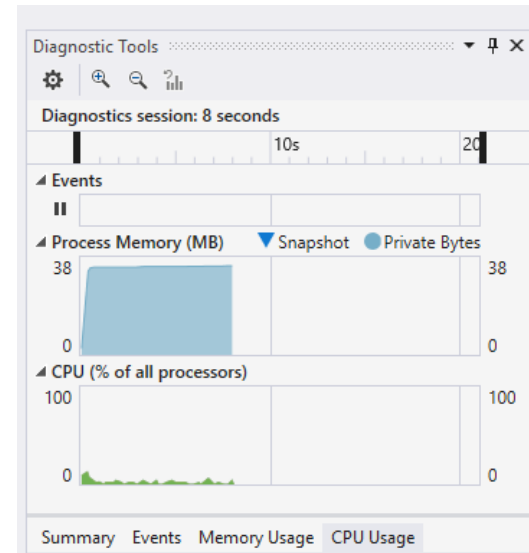 Diagnostic Tools
Diagnostics session: 8 seconds
10s 20
Events
Process Memory (MB) Snapshot Private Bytes
38 38
0 0
CPU (% of all processors)
100 100
0 0
Summary Events Memory Usage CPU Usage